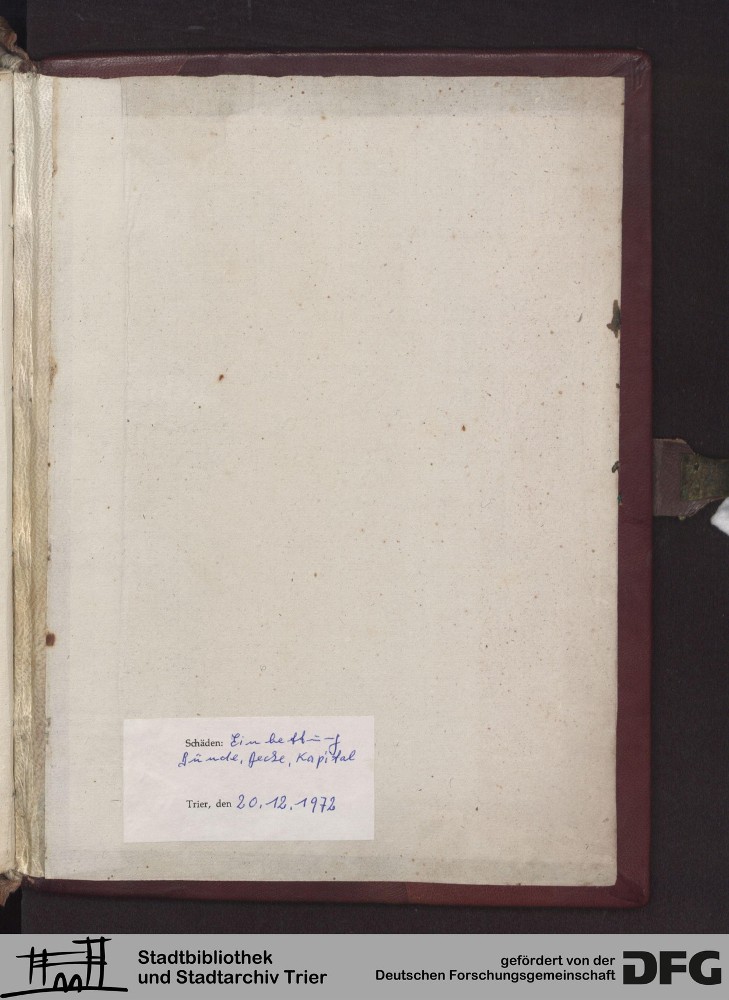 Schäden: Einbettung
Bünde, Decke, Kapital
Trier, den 20.12.1972
Stadtbibliothek
und Stadtarchiv Trier
gefördert von der
Deutschen Forschungsgemeinschaft
DFG